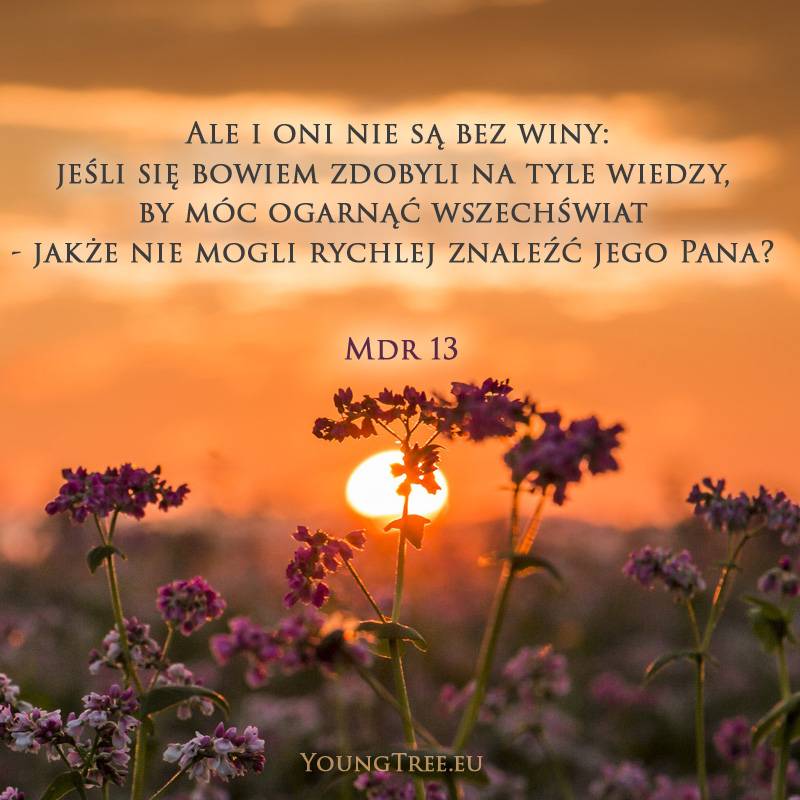 Ale i oni nie są bez winy:
jeśli się bowiem zdobyli na tyle wiedzy,
by móc ogarnąć wszechświat
- jakże nie mogli rychlej znaleźć jego Pana?
Mdr 13
YoungTree.eu